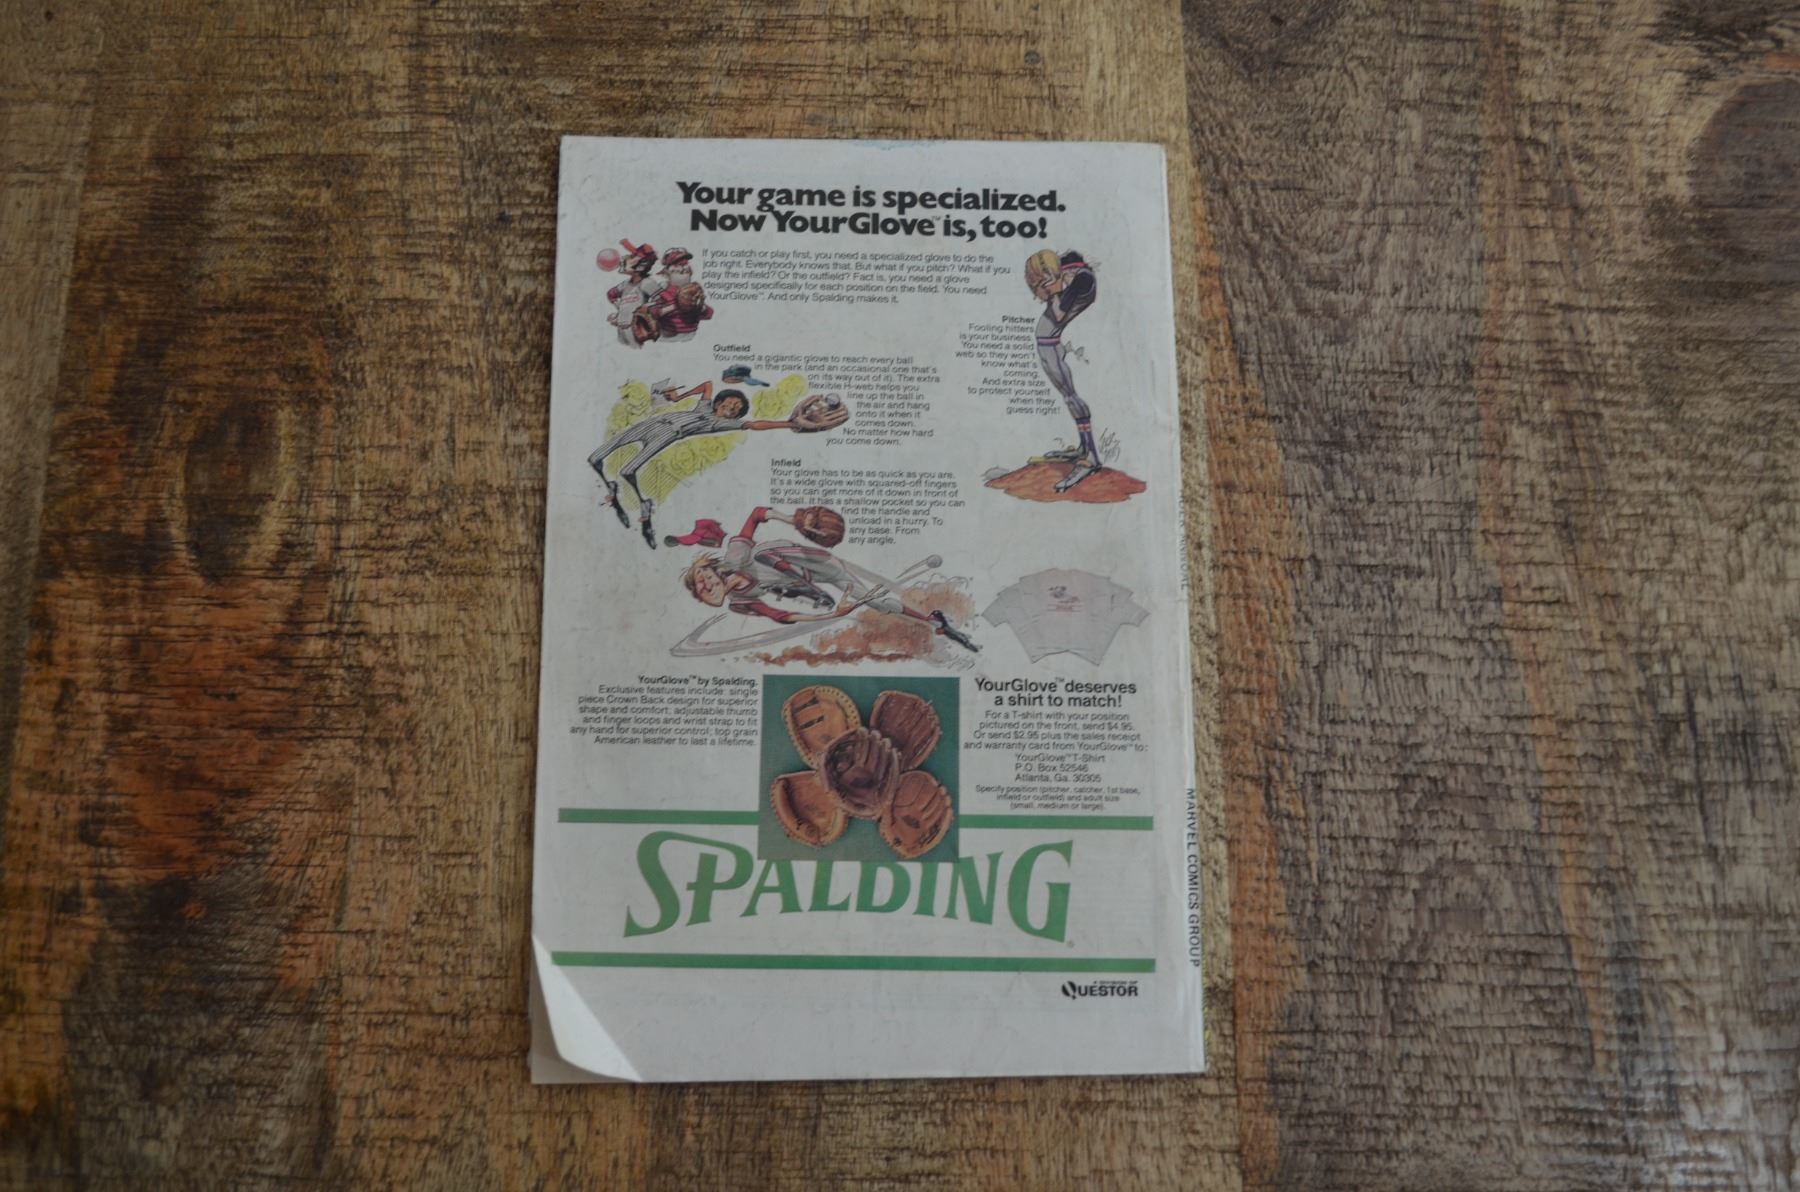 Your game is specialized.
Now YourGlove™ is, too!
If you catch or play first, you need a specialized glove to do the
job right. Everybody knows that. But what if you pitch? What if you
play the infield? Or the outfield? Fact is, you need a glove
designed specifically for each position on the field. You need
YourGlove™. And only Spalding makes it.
Pitcher
Fooling hitters
is your business.
You need a solid
web so they won't
know what's
coming.
And extra size
to protect yourself
when they
guess right!
Outfield
You need a gigantic glove to reach every ball
in the park (and an occasional one that's
on its way out of it). The extra
flexible H-web helps you
line up the ball in
the air and hang
onto it when it
comes down.
No matter how hard
you come down.
Infield
Your glove has to be as quick as you are.
It's a wide glove with squared-off fingers
so you can get more of it down in front of
the ball. It has a shallow pocket so you can
find the handle and
unload in a hurry. To
any base. From
any angle.
YourGlove™ by Spalding.
Exclusive features include: single
piece Crown Back design for superior
shape and comfort; adjustable thumb
and finger loops and wrist strap to fit
any hand for superior control; top grain
American leather to last a lifetime.
YourGlove™ deserves
a shirt to match!
For a T-shirt with your position
pictured on the front, send $4.95.
Or send $2.95 plus the sales receipt
and warranty card from YourGlove™ to:
YourGlove™ T-Shirt
P.O. Box 52546
Atlanta, Ga. 30305
Specify position (pitcher, catcher, 1st base,
infield or outfield) and adult size
(small, medium or large).
SPALDING
A DIVISION OF
QUESTOR
ANNUAL
MARVEL COMICS GROUP